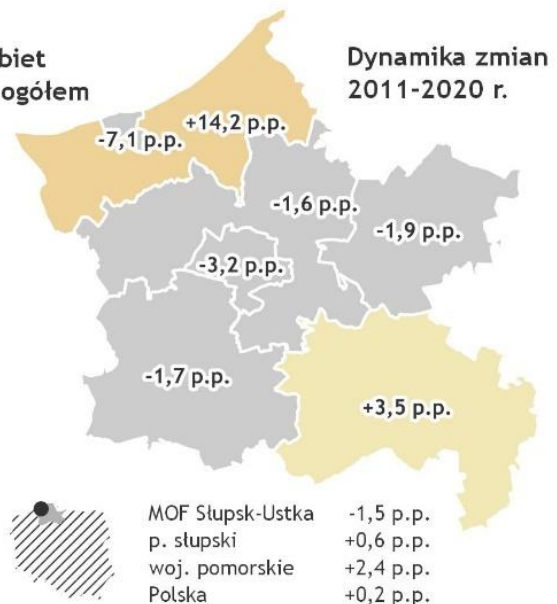 biet
ogółem
Dynamika zmian
2011-2020 r.
+14,2 p.p.
-7,1 p.p.
-1,6 p.p.
-1,9 p.p.
-3,2 p.p.
-1,7 p.p.
+3,5 p.p.
MOF Słupsk-Ustka -1,5 p.p.
p. słupski +0,6 p.p.
woj. pomorskie +2,4 p.p.
Polska +0,2 p.p.